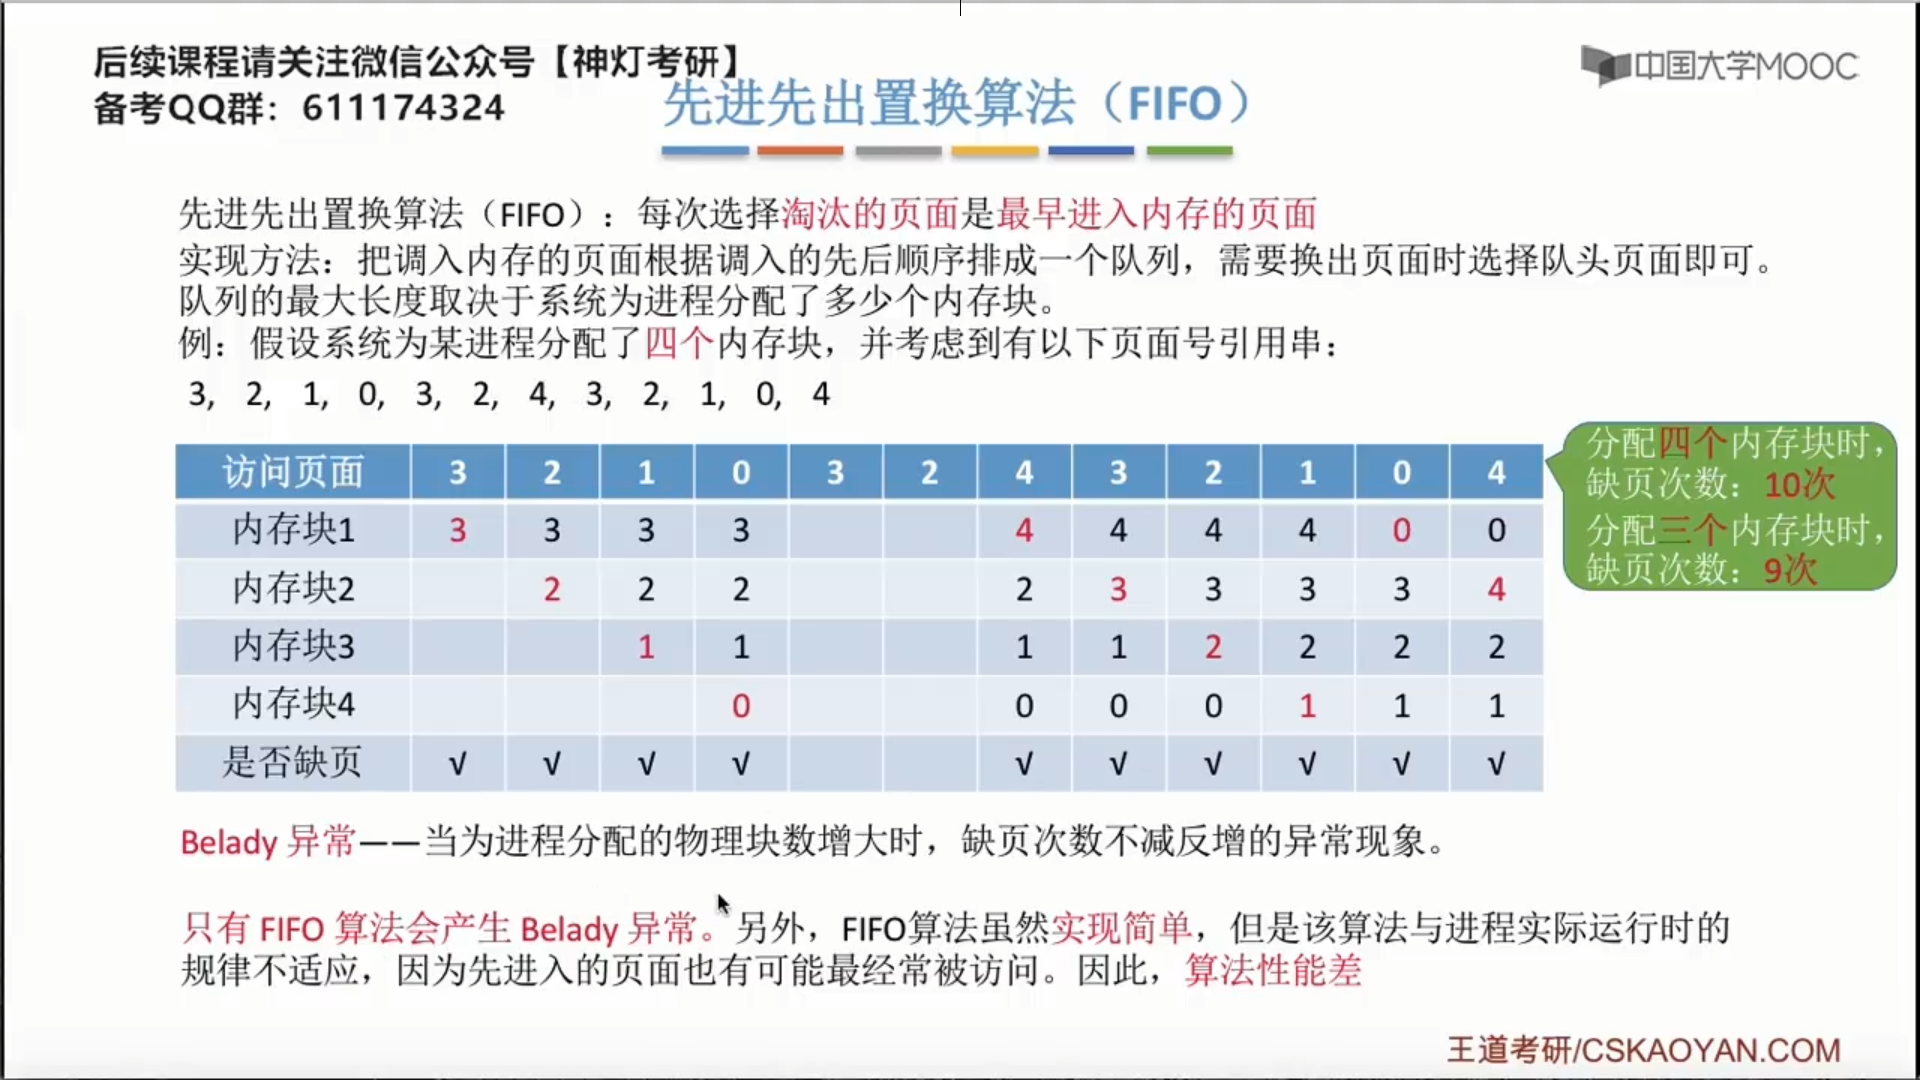 后续课程请关注微信公众号【神灯考研】
备考QQ群：611174324
中国大学MOOC
先进先出置换算法（FIFO）
先进先出置换算法（FIFO）：每次选择淘汰的页面是最早进入内存的页面
实现方法：把调入内存的页面根据调入的先后顺序排成一个队列，需要换出页面时选择队头页面即可。
队列的最大长度取决于系统为进程分配了多少个内存块。
例：假设系统为某进程分配了四个内存块，并考虑到有以下页面号引用串：
3, 2, 1, 0, 3, 2, 4, 3, 2, 1, 0, 4
访问页面 3 2 1 0 3 2 4 3 2 1 0 4
内存块1 3 3 3 3 4 4 4 4 0 0
内存块2 2 2 2 2 3 3 3 3 4
内存块3 1 1 1 1 2 2 2 2
内存块4 0 0 0 0 1 1 1
是否缺页 √ √ √ √ √ √ √ √ √ √
分配四个内存块时，
缺页次数：10次
分配三个内存块时，
缺页次数：9次
Belady 异常——当为进程分配的物理块数增大时，缺页次数不减反增的异常现象。
只有 FIFO 算法会产生 Belady 异常。另外，FIFO算法虽然实现简单，但是该算法与进程实际运行时的
规律不适应，因为先进入的页面也有可能最经常被访问。因此，算法性能差
王道考研/CSKAOYAN.COM